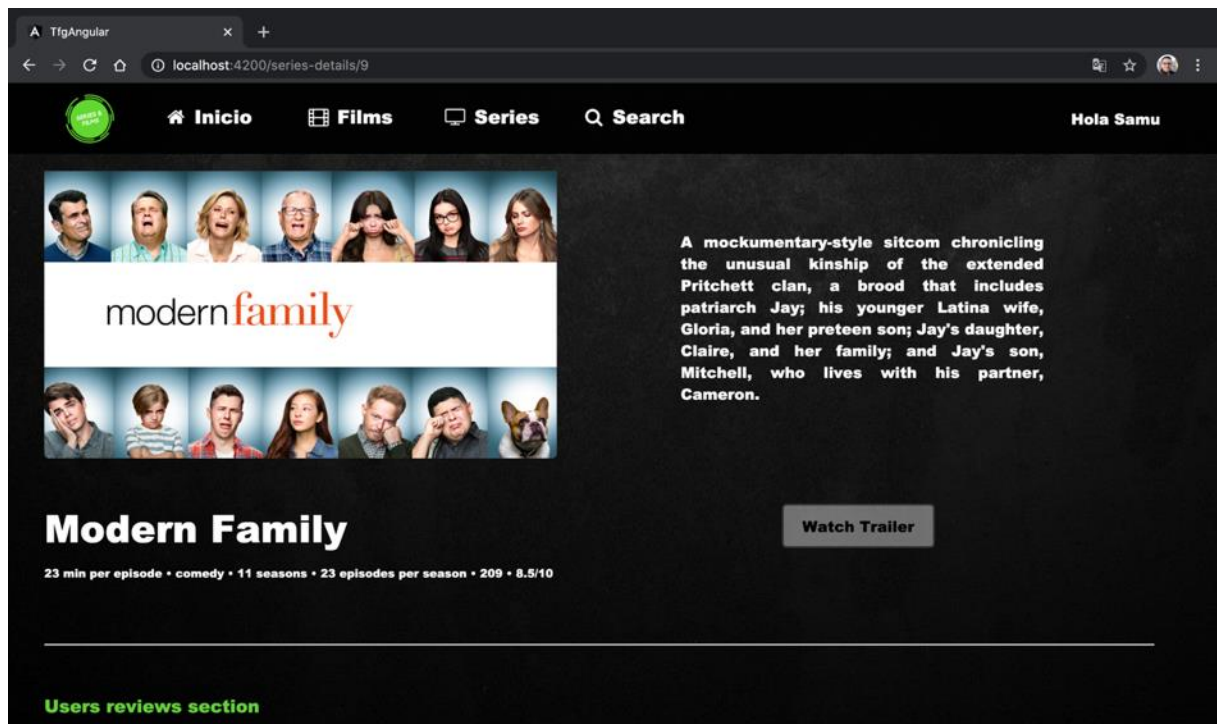 TfgAngular
localhost:4200/series-details/9
SERIES &
FILMS
Inicio
Films
Series
Search
Hola Samu
modern family
A mockumentary-style sitcom chronicling
the unusual kinship of the extended
Pritchett clan, a brood that includes
patriarch Jay; his younger Latina wife,
Gloria, and her preteen son; Jay's daughter,
Claire, and her family; and Jay's son,
Mitchell, who lives with his partner,
Cameron.
Modern Family
Watch Trailer
23 min per episode • comedy • 11 seasons • 23 episodes per season • 209 • 8.5/10
Users reviews section